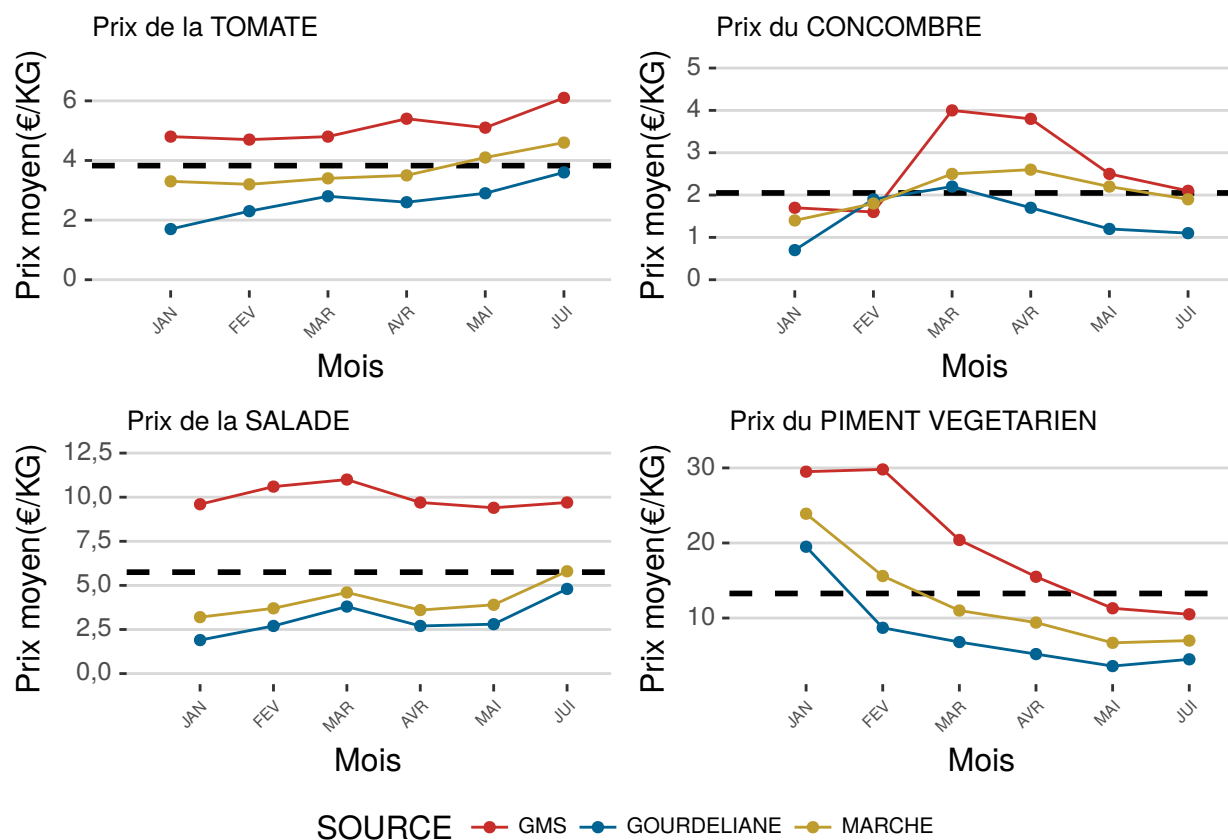 Prix de la TOMATE
Prix moyen(€/KG)
6
4
2
0
JAN
FEV
MAR
AVR
MAI
JUI
Mois
Prix du CONCOMBRE
Prix moyen(€/KG)
5
4
3
2
1
0
JAN
FEV
MAR
AVR
MAI
JUI
Mois
Prix de la SALADE
Prix moyen(€/KG)
12,5
10,0
7,5
5,0
2,5
0,0
JAN
FEV
MAR
AVR
MAI
JUI
Mois
Prix du PIMENT VEGETARIEN
Prix moyen(€/KG)
30
20
10
JAN
FEV
MAR
AVR
MAI
JUI
Mois
SOURCE GMS GOURDELIANE MARCHE